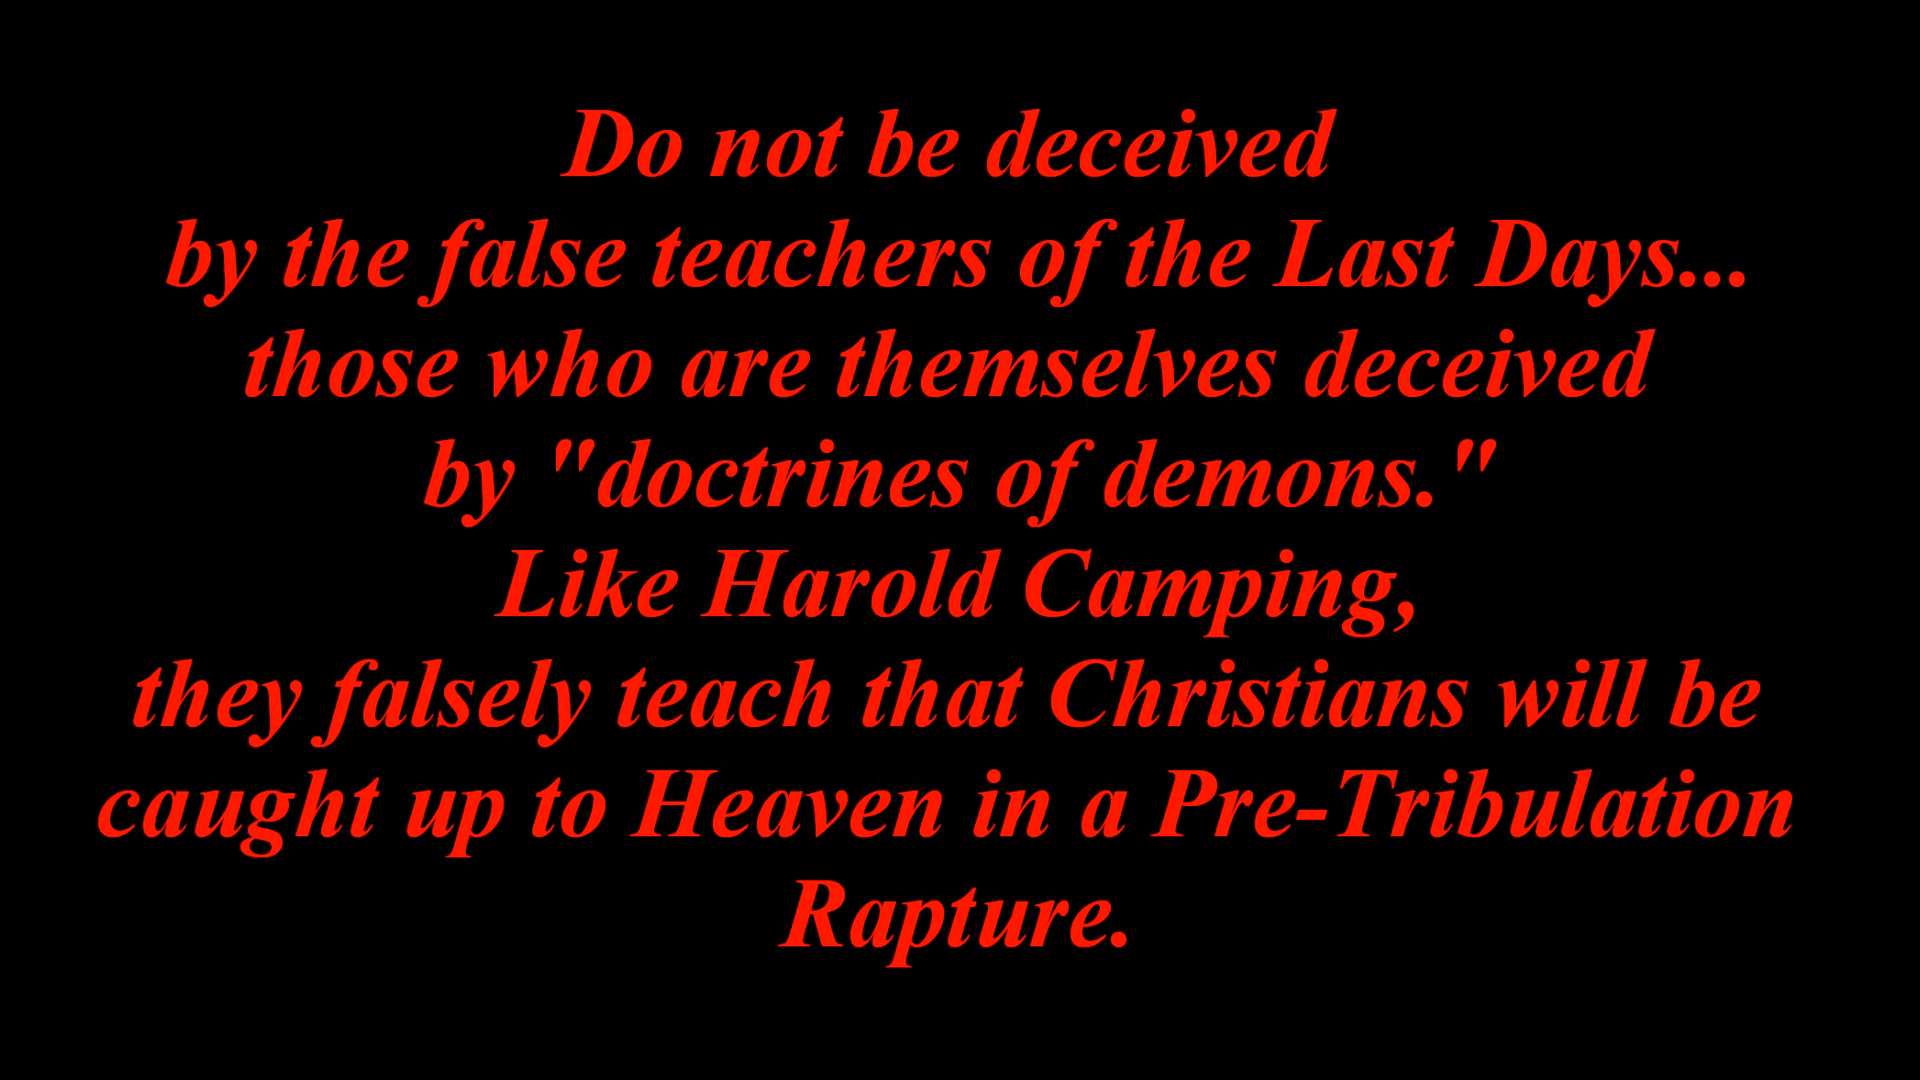 Do not be deceived
by the false teachers of the Last Days...
those who are themselves deceived
by "doctrines of demons."
Like Harold Camping,
they falsely teach that Christians will be
caught up to Heaven in a Pre-Tribulation
Rapture.